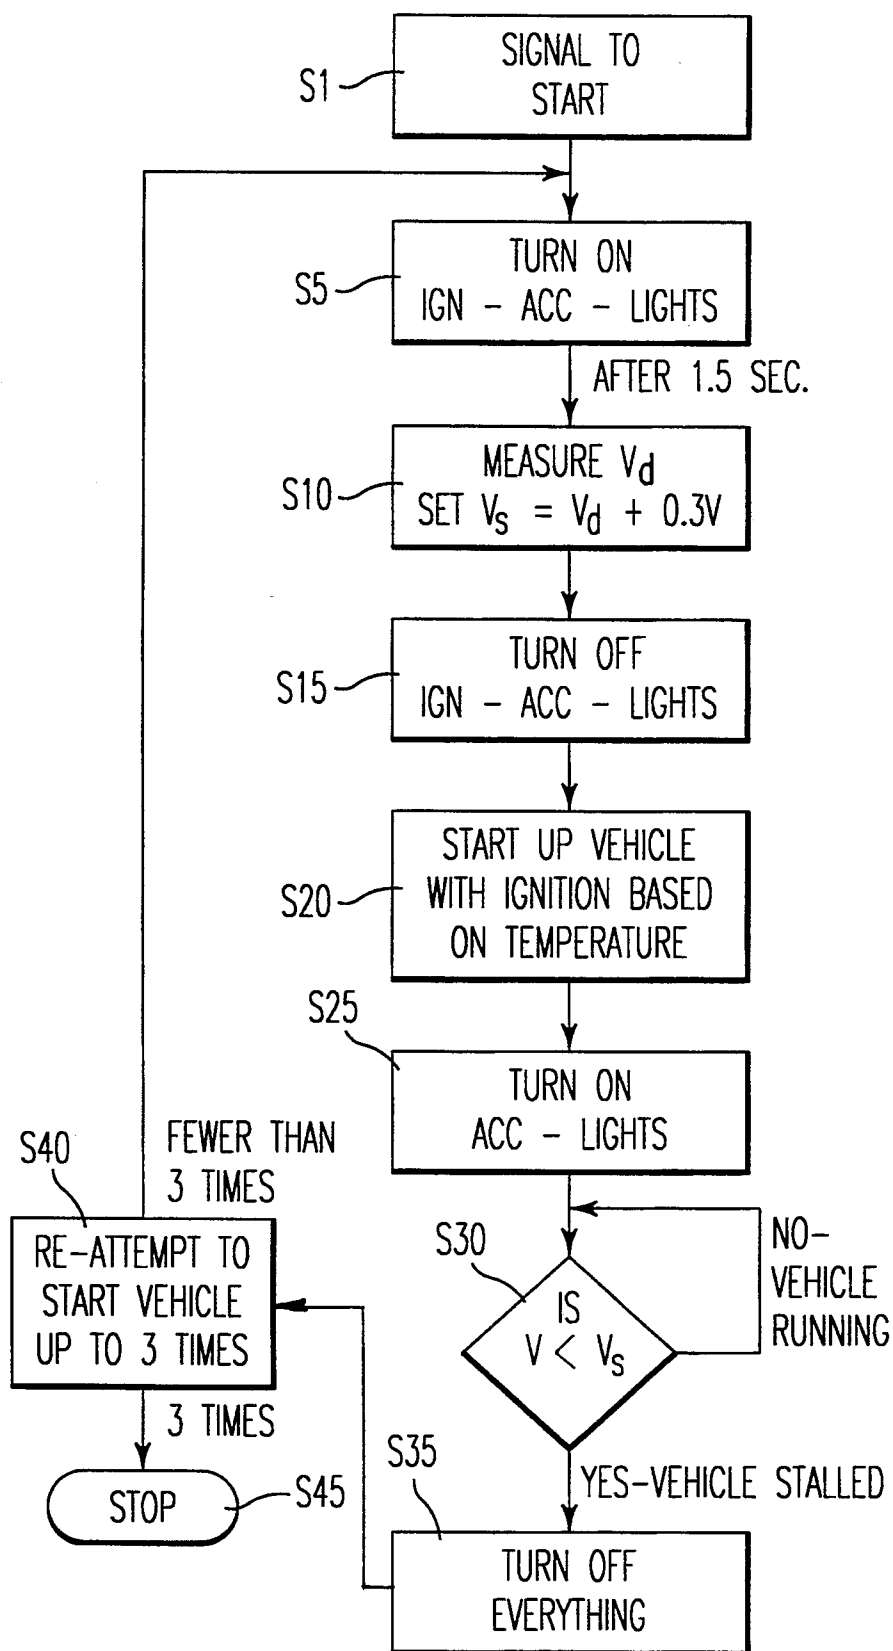 SIGNAL TO
START
S1
TURN ON
IGN - ACC - LIGHTS
S5
AFTER 1.5 SEC.
MEASURE Vd
SET Vs = Vd + 0.3V
S10
TURN OFF
IGN - ACC - LIGHTS
S15
START UP VEHICLE
WITH IGNITION BASED
ON TEMPERATURE
S20
S25
TURN ON
ACC - LIGHTS
S30
IS
V < Vs
NO-
VEHICLE
RUNNING
YES-VEHICLE STALLED
S35
TURN OFF
EVERYTHING
S40
FEWER THAN
3 TIMES
RE-ATTEMPT TO
START VEHICLE
UP TO 3 TIMES
3 TIMES
STOP
S45